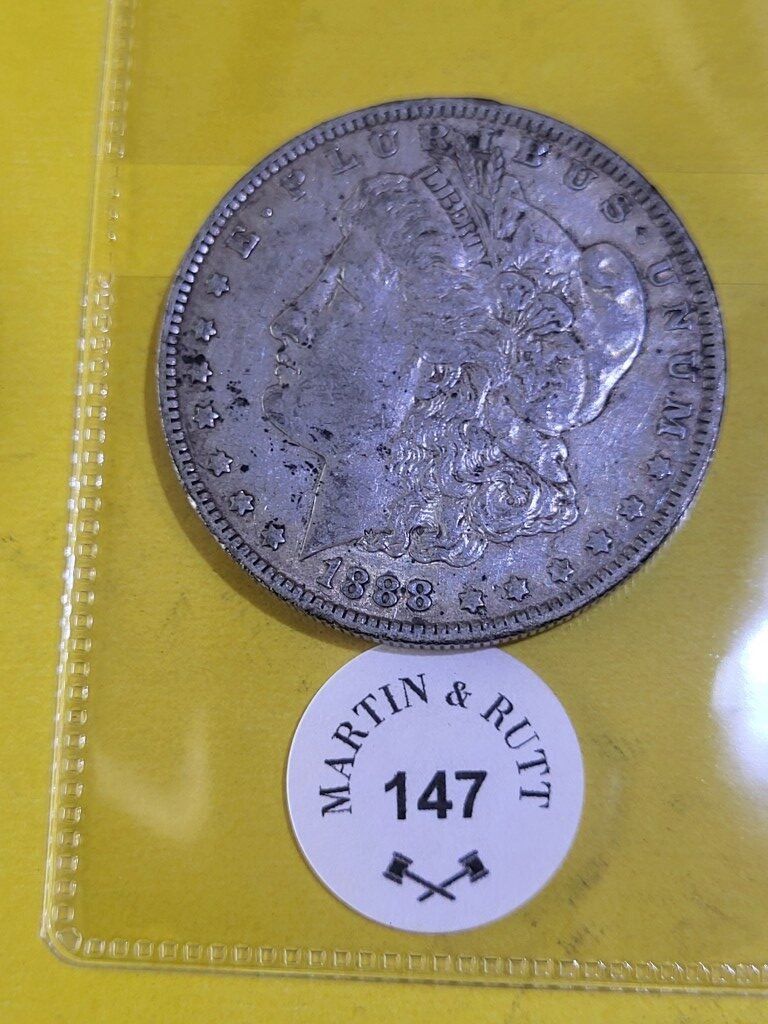 E · PLURIBUS · UNUM
LIBERTY
1888
MARTIN & RUTT
147